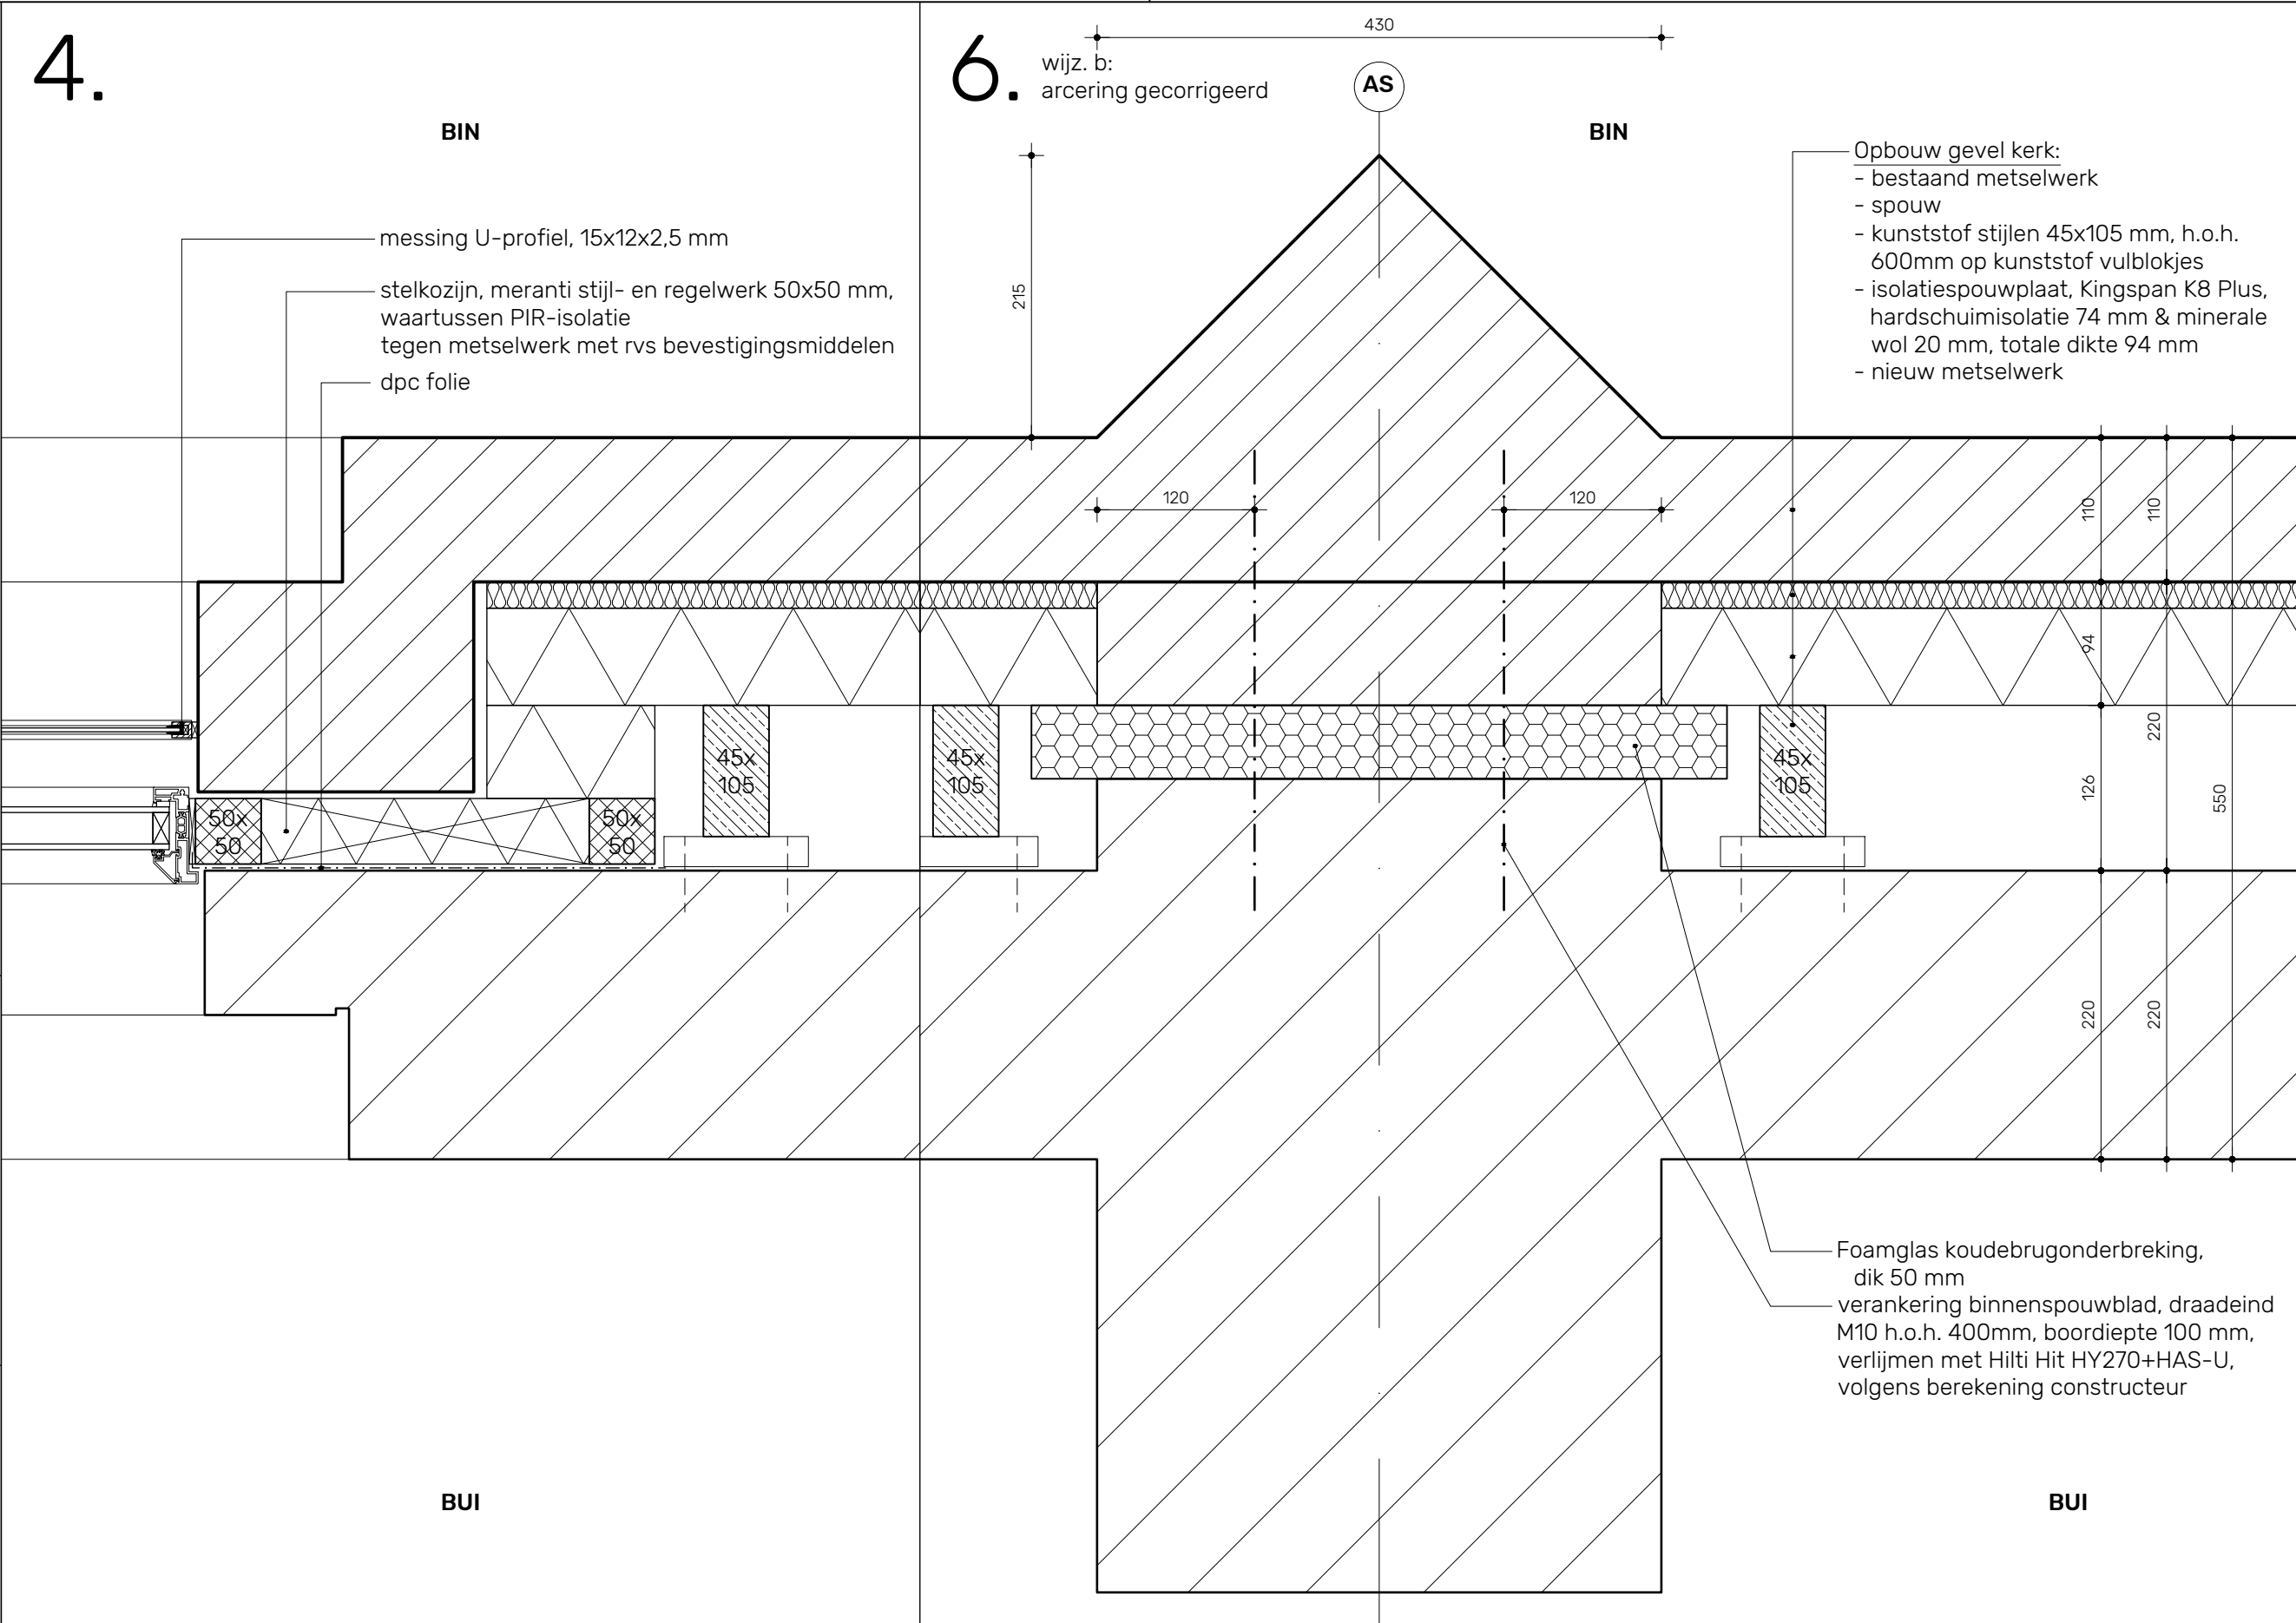 4.
BIN
messing U-profiel, 15x12x2,5 mm
stelkozijn, meranti stijl- en regelwerk 50x50 mm,
waartussen PIR-isolatie
tegen metselwerk met rvs bevestigingsmiddelen
dpc folie
45x
105
50x
50
50x
50
BUI
6.
wijz. b:
arcering gecorrigeerd
430
AS
BIN
215
Opbouw gevel kerk:
- bestaand metselwerk
- spouw
- kunststof stijlen 45x105 mm, h.o.h.
600mm op kunststof vulblokjes
- isolatiespouwplaat, Kingspan K8 Plus,
hardschuimisolatie 74 mm & minerale
wol 20 mm, totale dikte 94 mm
- nieuw metselwerk
120
120
110
110
94
220
45x
105
45x
105
126
550
220
220
Foamglas koudebrugonderbreking,
dik 50 mm
verankering binnenspouwblad, draadeind
M10 h.o.h. 400mm, boordiepte 100 mm,
verlijmen met Hilti Hit HY270+HAS-U,
volgens berekening constructeur
BUI